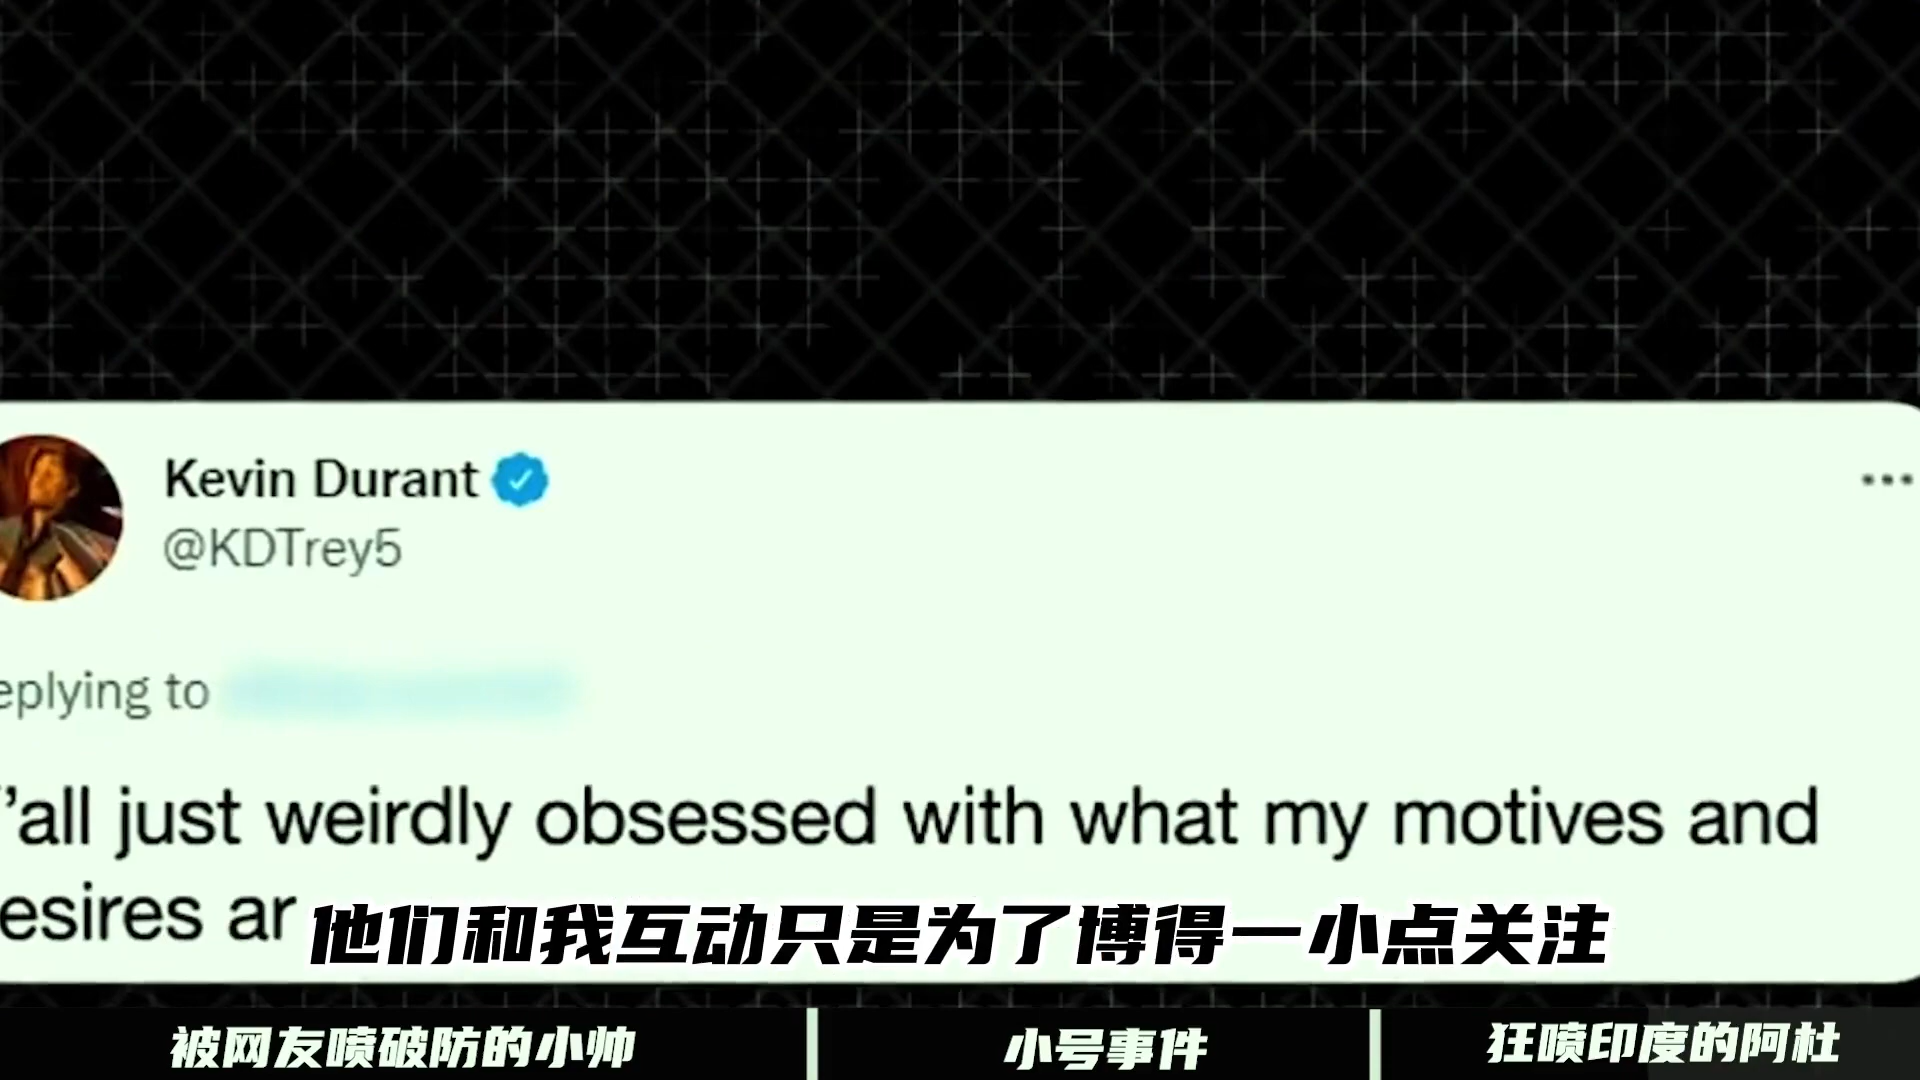 Kevin Durant
@KDTrey5
eplying to
'all just weirdly obsessed with what my motives and
esires ar
他们和我互动只是为了博得一小点关注
被网友喷破防的小帅
小号事件
狂喷印度的阿杜